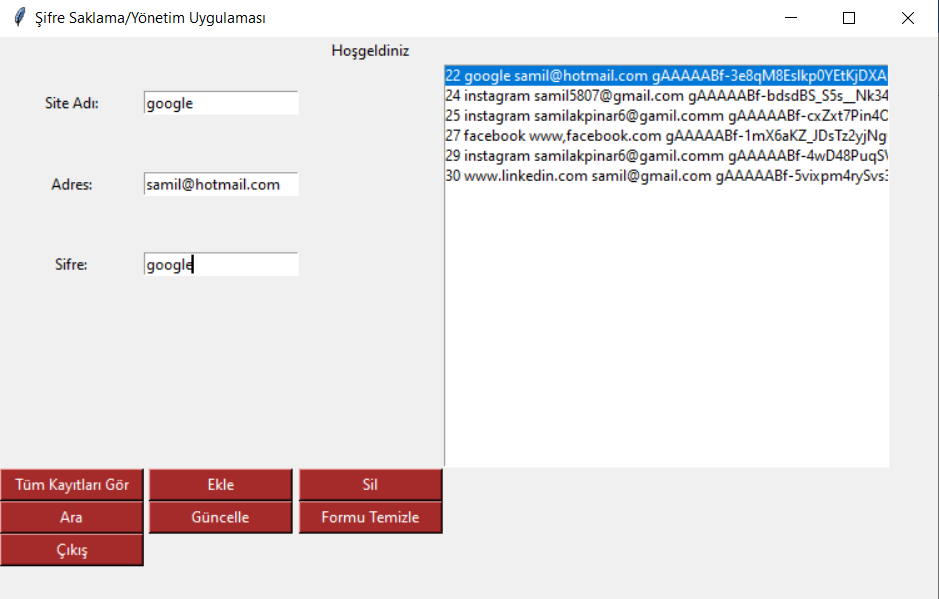 Şifre Saklama/Yönetim Uygulaması
Hoşgeldiniz
Site Adı:
google
Adres:
samil@hotmail.com
Sifre:
google
22 google samil@hotmail.com gAAAAABf-3e8qM8Eslkp0YEtKjDXA
24 instagram samil5807@gmail.com gAAAAABf-bdsdBS_S5s__Nk34
25 instagram samilakpinar6@gamil.comm gAAAAABf-cxZxt7Pin4C
27 facebook www,facebook.com gAAAAABf-1mX6aKZ_JDsTz2yjNg
29 instagram samilakpinar6@gamil.comm gAAAAABf-4wD48PuqSV
30 www.linkedin.com samil@gmail.com gAAAAABf-5vixpm4rySvs3
Tüm Kayıtları Gör
Ekle
Sil
Ara
Güncelle
Formu Temizle
Çıkış